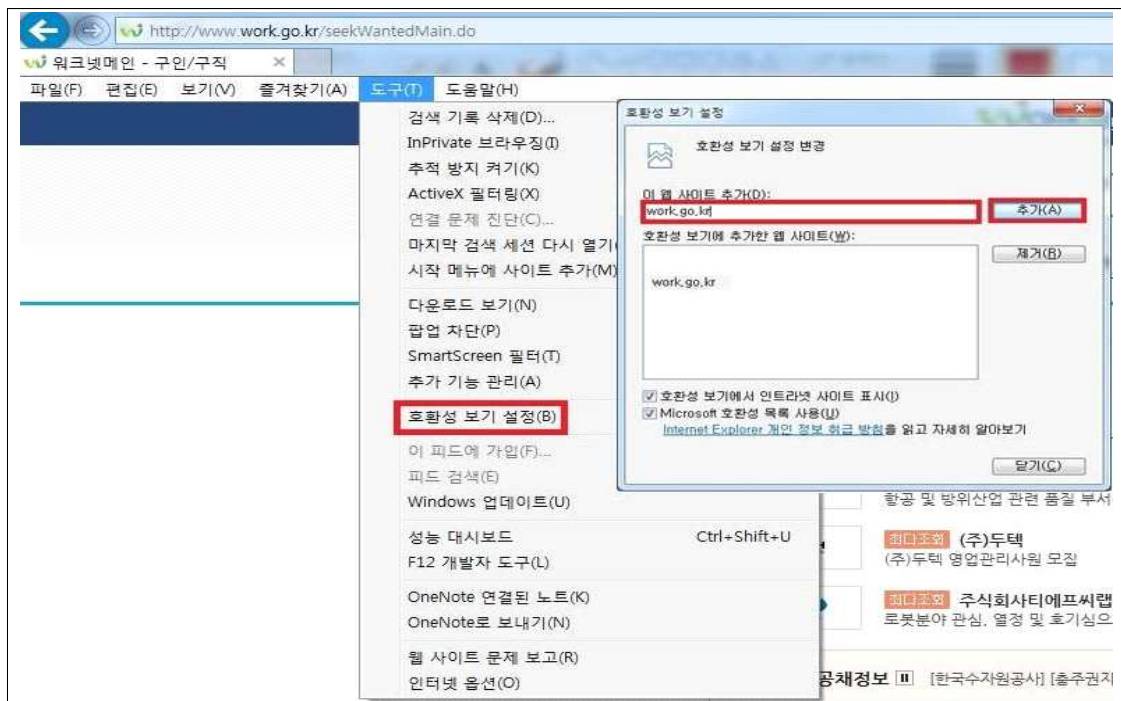 http://www.work.go.kr/seekWantedMain.do
워크넷메인 - 구인/구직 ×
파일(F) 편집(E) 보기(V) 즐겨찾기(A) 도구(T) 도움말(H)
검색 기록 삭제(D)...
InPrivate 브라우징(I)
추적 방지 켜기(K)
ActiveX 필터링(X)
연결 문제 진단(C)...
마지막 검색 세션 다시 열기(
시작 메뉴에 사이트 추가(M)
다운로드 보기(N)
팝업 차단(P)
SmartScreen 필터(T)
추가 기능 관리(A)
호환성 보기 설정(B)
이 피드에 가입(F)...
피드 검색(E)
Windows 업데이트(U)
성능 대시보드 Ctrl+Shift+U
F12 개발자 도구(L)
OneNote 연결된 노트(K)
OneNote로 보내기(N)
웹 사이트 문제 보고(R)
인터넷 옵션(O)
호환성 보기 설정
호환성 보기 설정 변경
이 웹 사이트 추가(D):
work.go.kr 추가(A)
호환성 보기에 추가한 웹 사이트(W):
제거(R)
work.go.kr
호환성 보기에서 인트라넷 사이트 표시(I)
Microsoft 호환성 목록 사용(U)
Internet Explorer 개인 정보 취급 방침을 읽고 자세히 알아보기
닫기(C)
항공 및 방위산업 관련 품질 부서
최다조회 (주)두텍
(주)두텍 영업관리사원 모집
최다조회 주식회사티에프씨랩
로봇분야 관심, 열정 및 호기심으
공채정보 [한국수자원공사] [충주권지